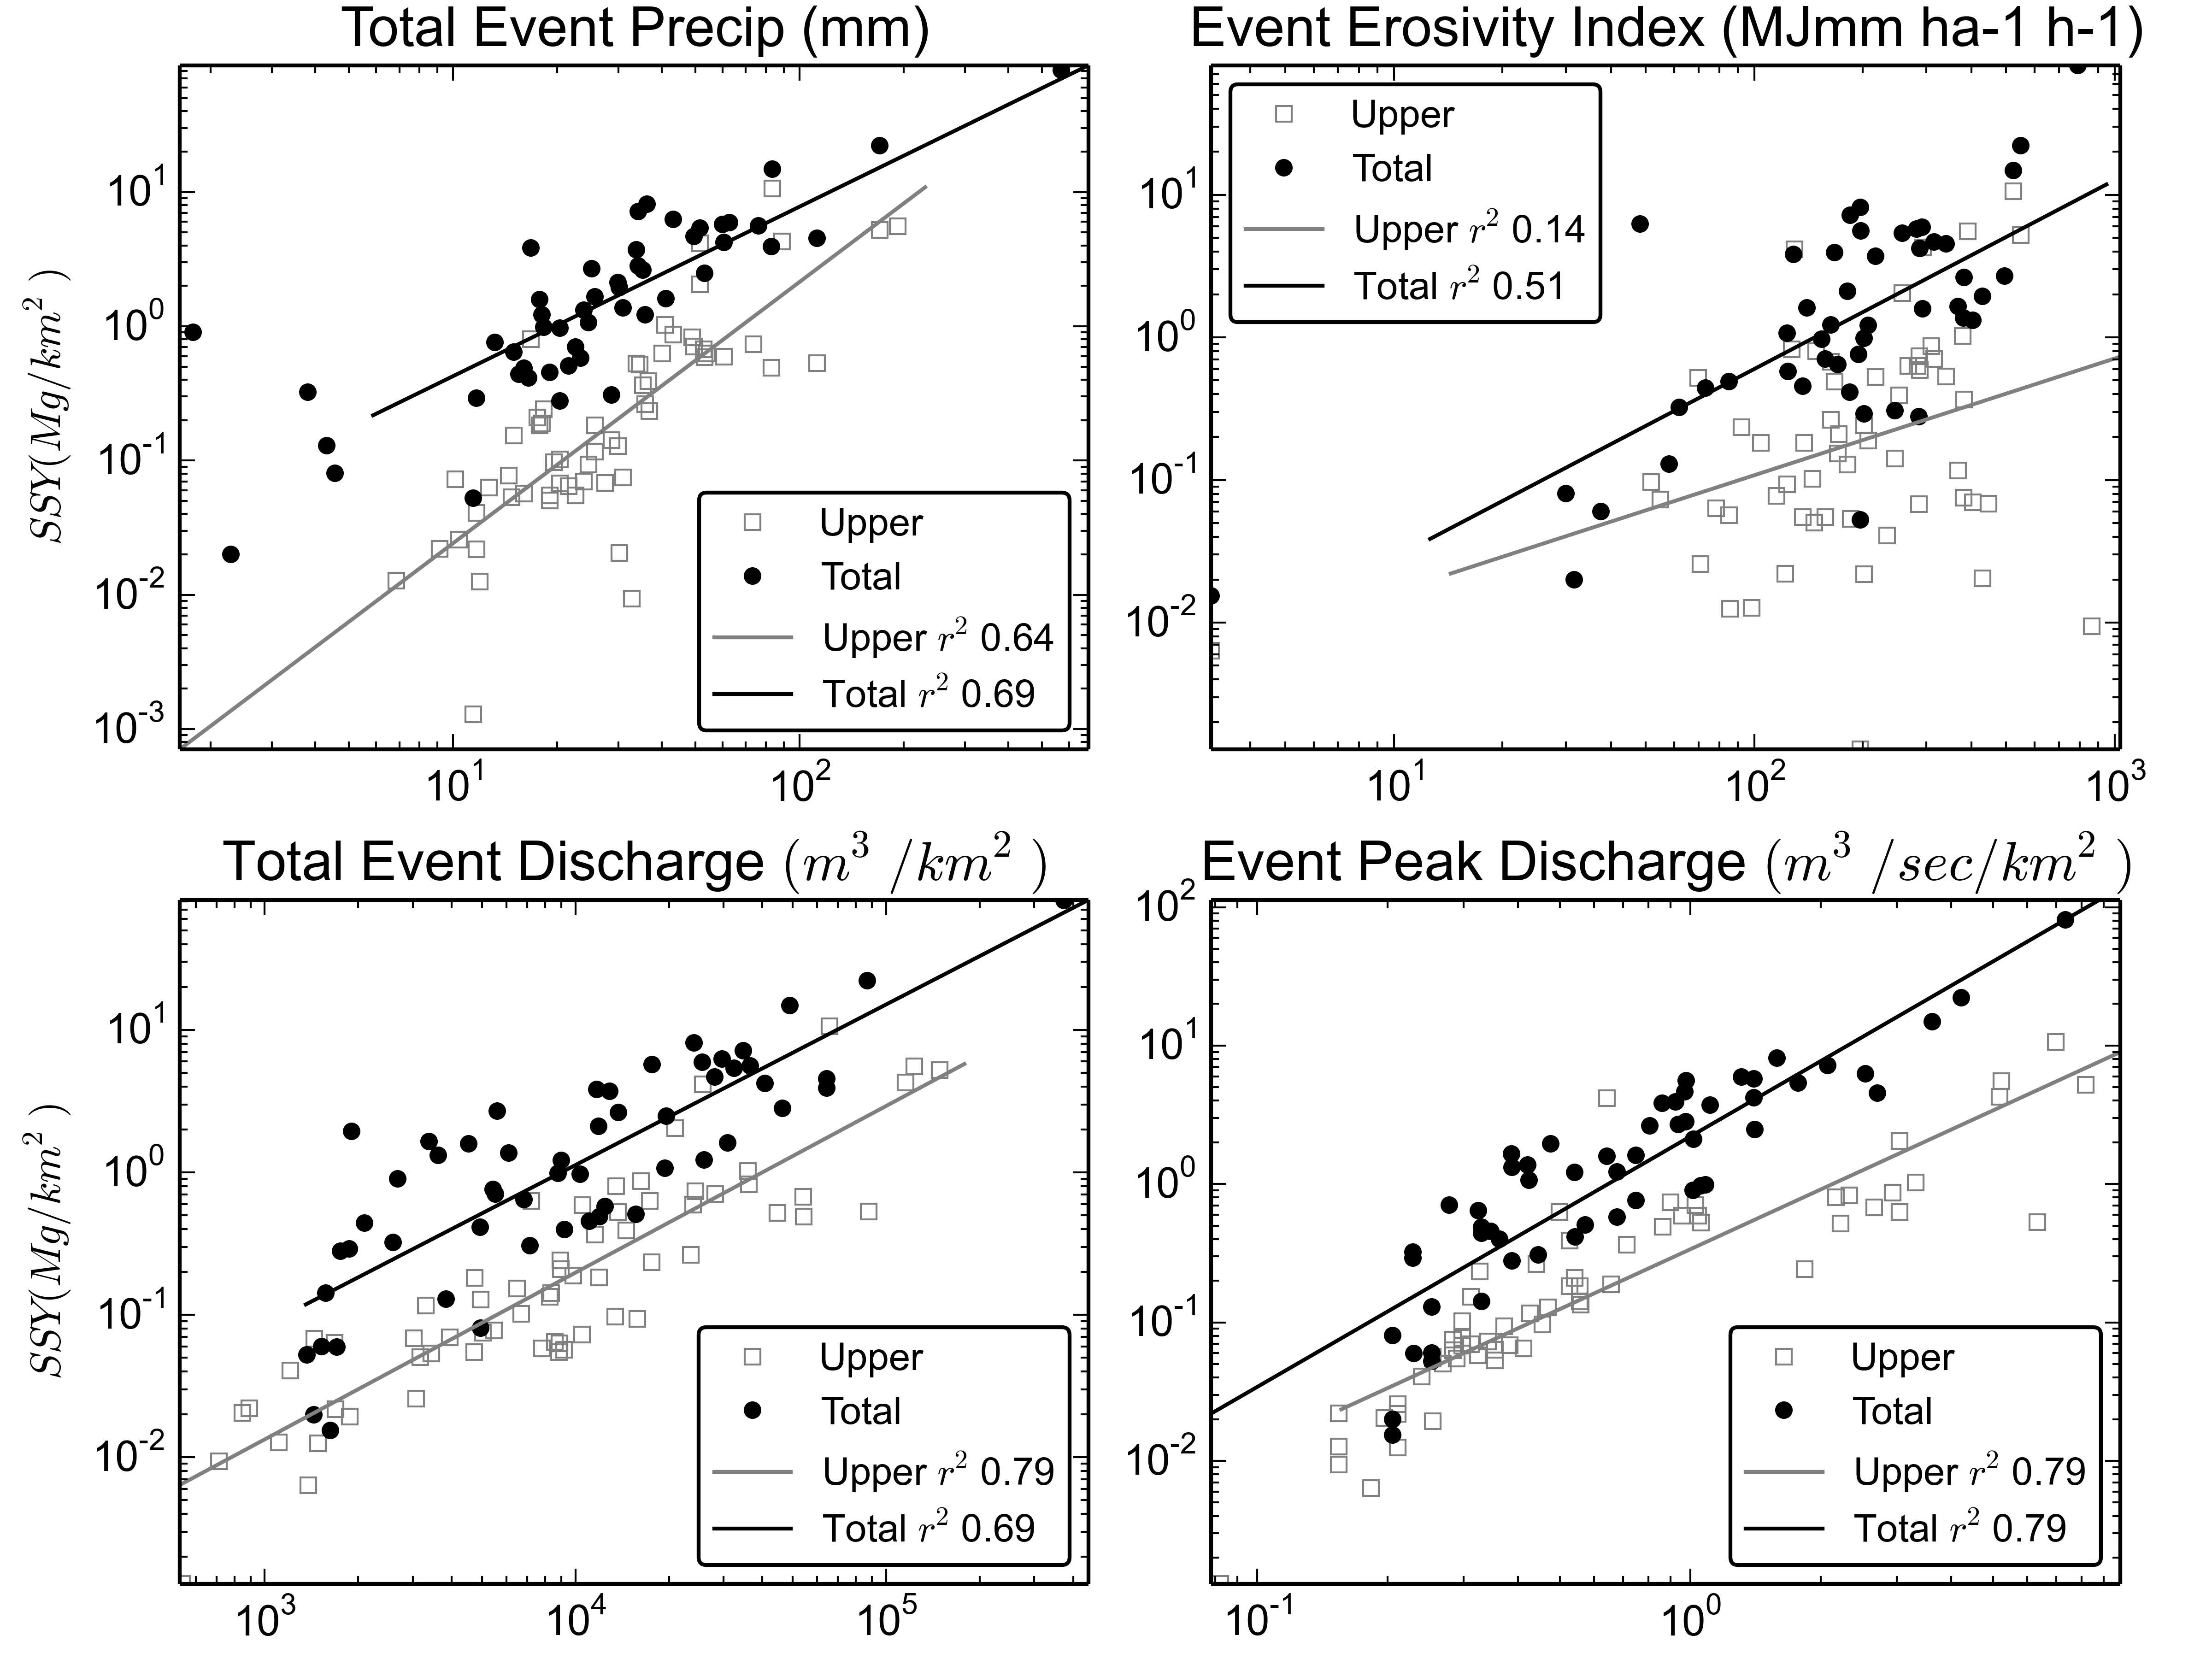 Total Event Precip (mm)
SSY(Mg/km²)
10¹
10⁰
10⁻¹
10⁻²
10⁻³
Upper
Total
Upper r² 0.64
Total r² 0.69
10¹ 10²
Event Erosivity Index (MJmm ha-1 h-1)
Upper
Total
Upper r² 0.14
Total r² 0.51
10¹
10⁰
10⁻¹
10⁻²
10¹ 10² 10³
Total Event Discharge (m³/km²)
SSY(Mg/km²)
10¹
10⁰
10⁻¹
10⁻²
Upper
Total
Upper r² 0.79
Total r² 0.69
10³ 10⁴ 10⁵
Event Peak Discharge (m³/sec/km²)
10²
10¹
10⁰
10⁻¹
10⁻²
Upper
Total
Upper r² 0.79
Total r² 0.79
10⁻¹ 10⁰